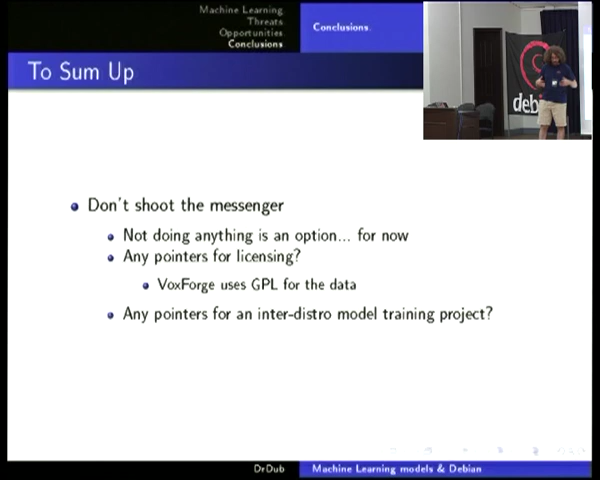 Machine Learning
Threats
Opportunities
Conclusions
Conclusions.
To Sum Up
Don't shoot the messenger
Not doing anything is an option... for now
Any pointers for licensing?
VoxForge uses GPL for the data
Any pointers for an inter-distro model training project?
DrDub
Machine Learning models & Debian